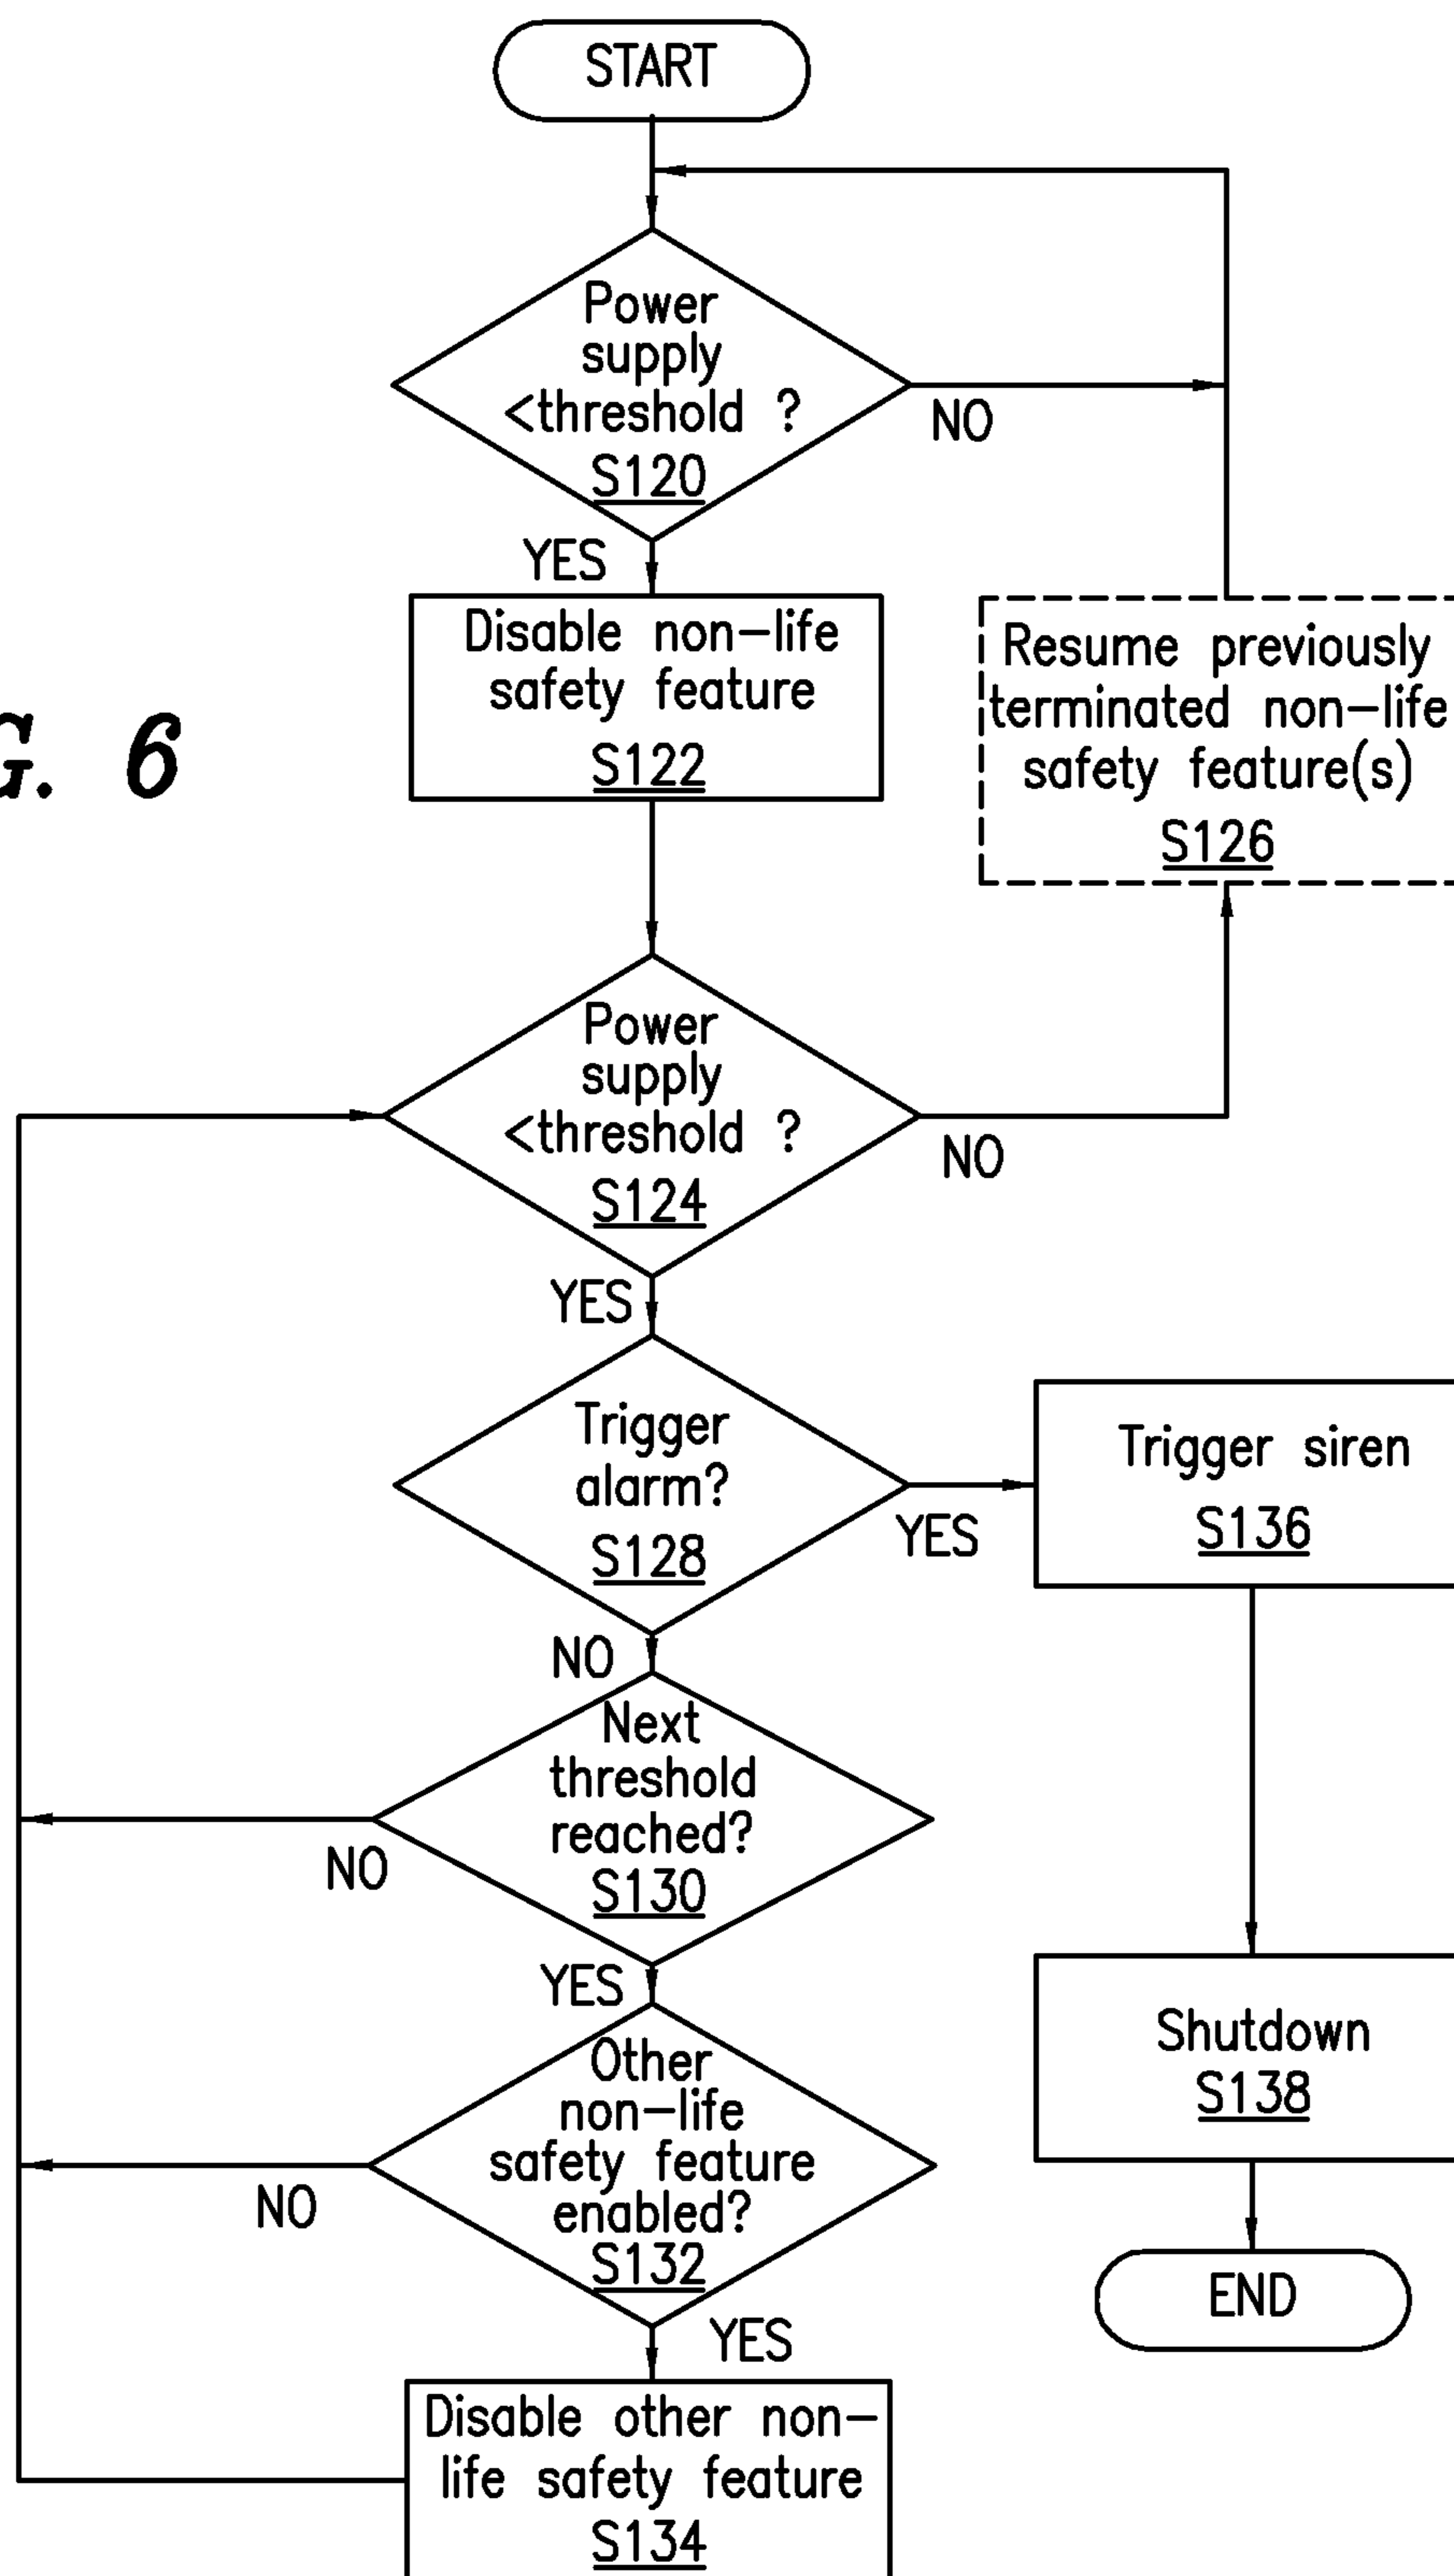 START
Power
supply
<threshold ?
S120
NO
YES
Disable non-life
safety feature
S122
Resume previously
terminated non-life
safety feature(s)
S126
G. 6
Power
supply
<threshold ?
S124
NO
YES
Trigger
alarm?
S128
YES
Trigger siren
S136
NO
Next
threshold
reached?
S130
NO
YES
Shutdown
S138
Other
non-life
safety feature
enabled?
S132
NO
YES
END
Disable other non-
life safety feature
S134